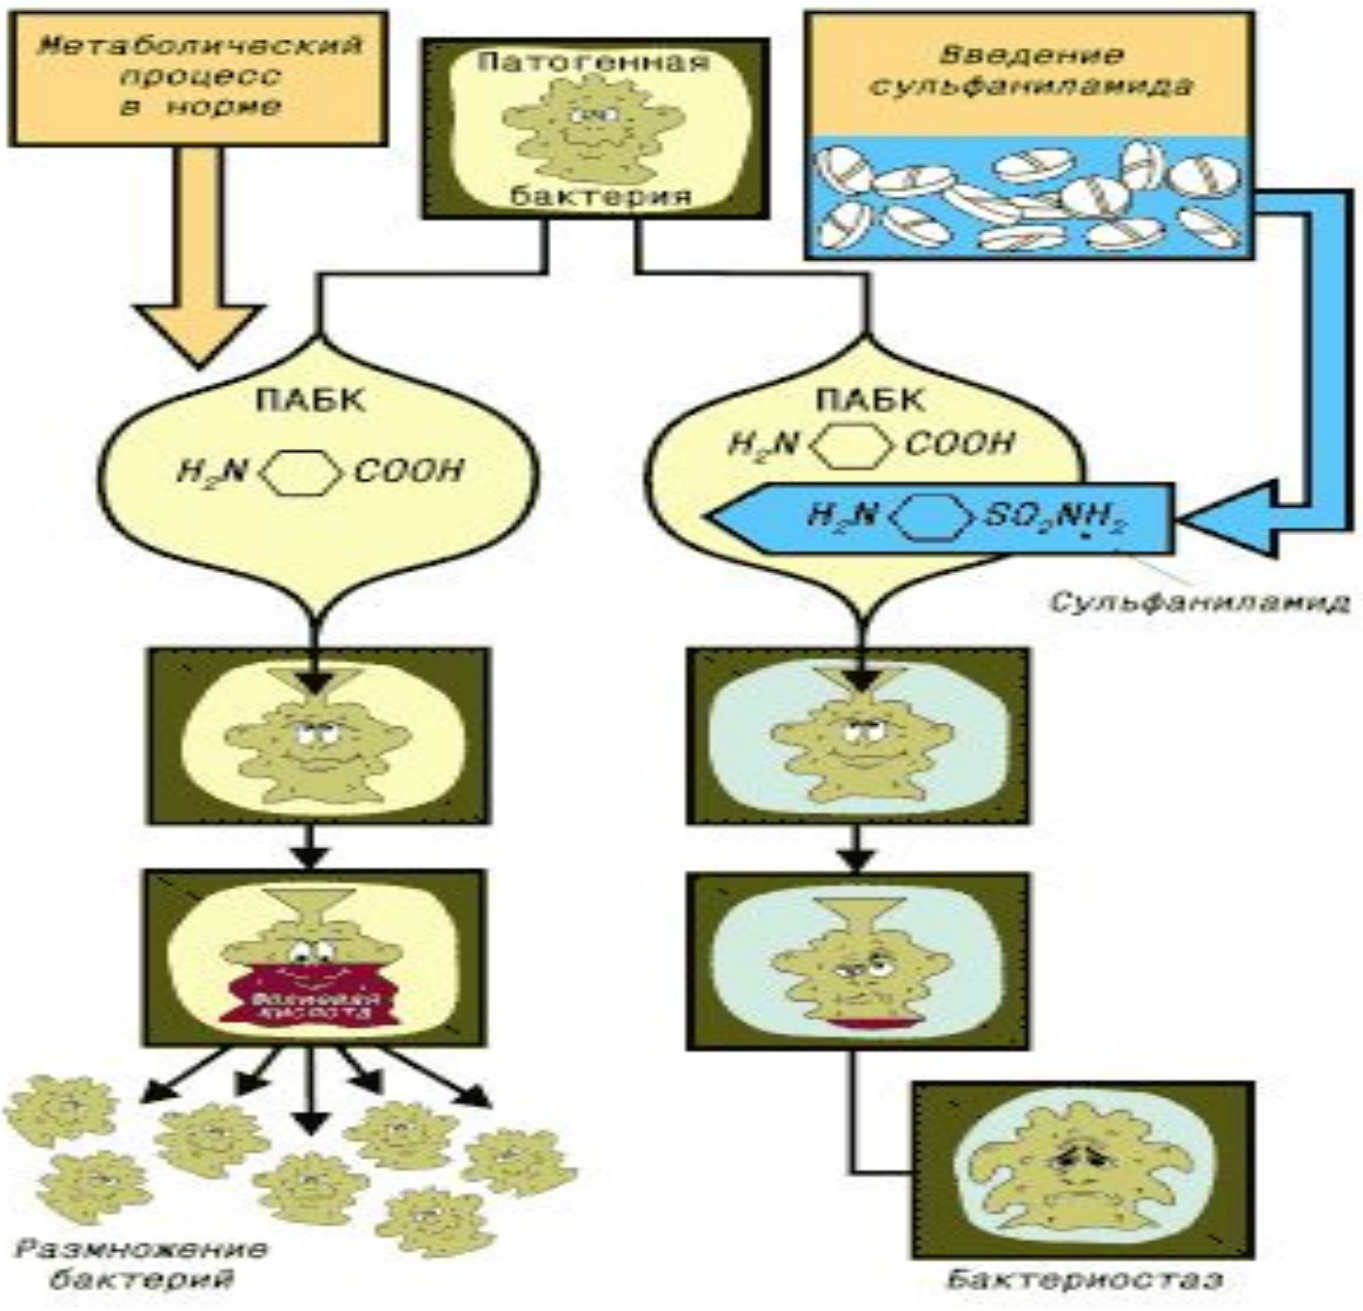 Метаболический
процесс
в норме
Патогенная
бактерия
Введение
сульфаниламида
ПАБК
H₂N COOH
ПАБК
H₂N COOH
H₂N SO₂NH₂
Сульфаниламид
Фолиевая
кислота
Размножение
бактерий
Бактериостаз